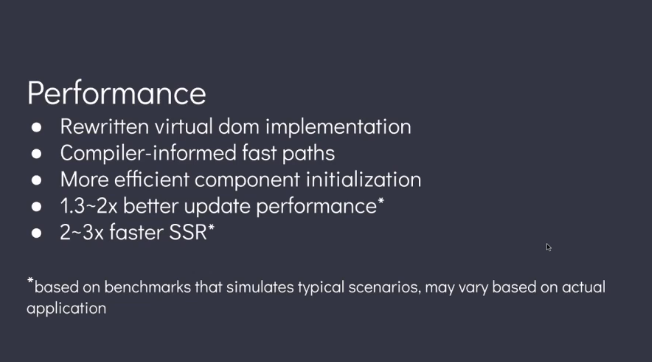 Performance
● Rewritten virtual dom implementation
● Compiler-informed fast paths
● More efficient component initialization
● 1.3~2x better update performance*
● 2~3x faster SSR*
*based on benchmarks that simulates typical scenarios, may vary based on actual
application